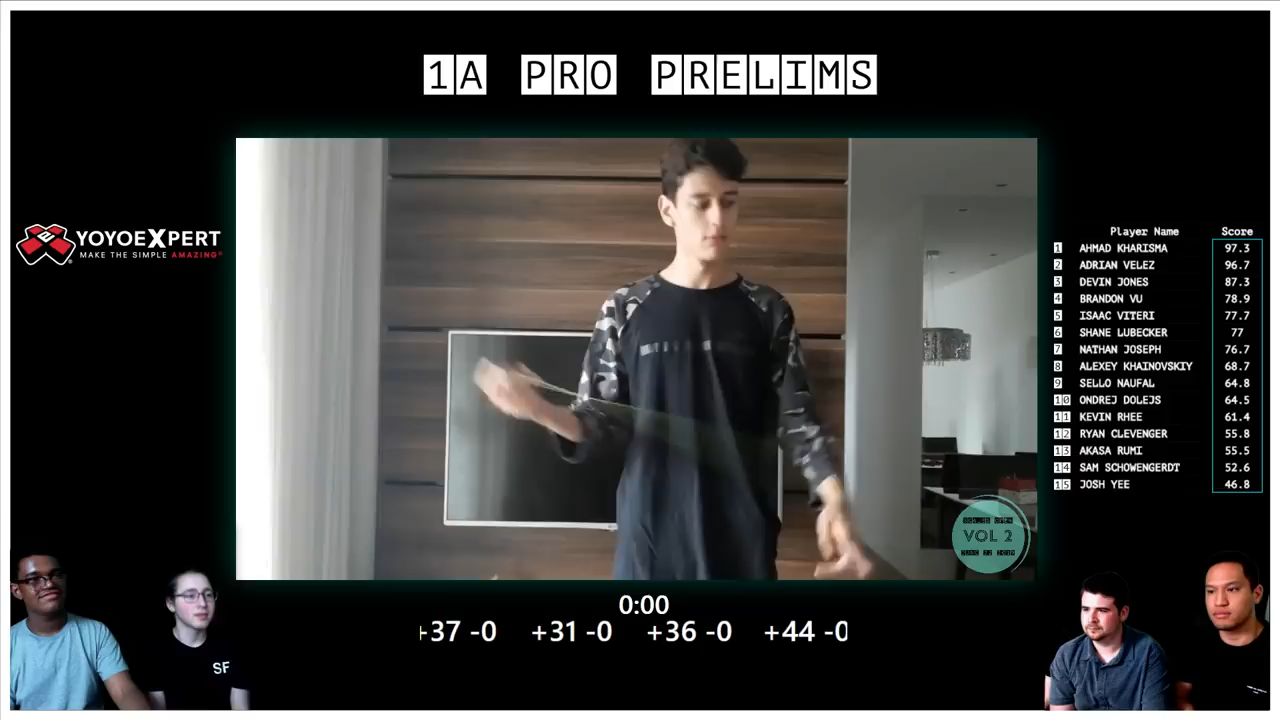 1A PRO PRELIMS
YOYOEXPERT
MAKE THE SIMPLE AMAZING
Player Name Score
1 AHMAD KHARISMA 97.3
2 ADRIAN VELEZ 96.7
3 DEVIN JONES 87.3
4 BRANDON VU 78.9
5 ISAAC VITERI 77.7
6 SHANE LUBECKER 77
7 NATHAN JOSEPH 76.7
8 ALEXEY KHAINOVSKIY 68.7
9 SELLO NAUFAL 64.8
10 ONDREJ DOLEJS 64.5
11 KEVIN RHEE 61.4
12 RYAN CLEVENGER 55.8
13 AKASA RUMI 55.5
14 SAM SCHOWENGERDT 52.6
15 JOSH YEE 46.8
VOL 2
0:00
+37 -0 +31 -0 +36 -0 +44 -0
SF